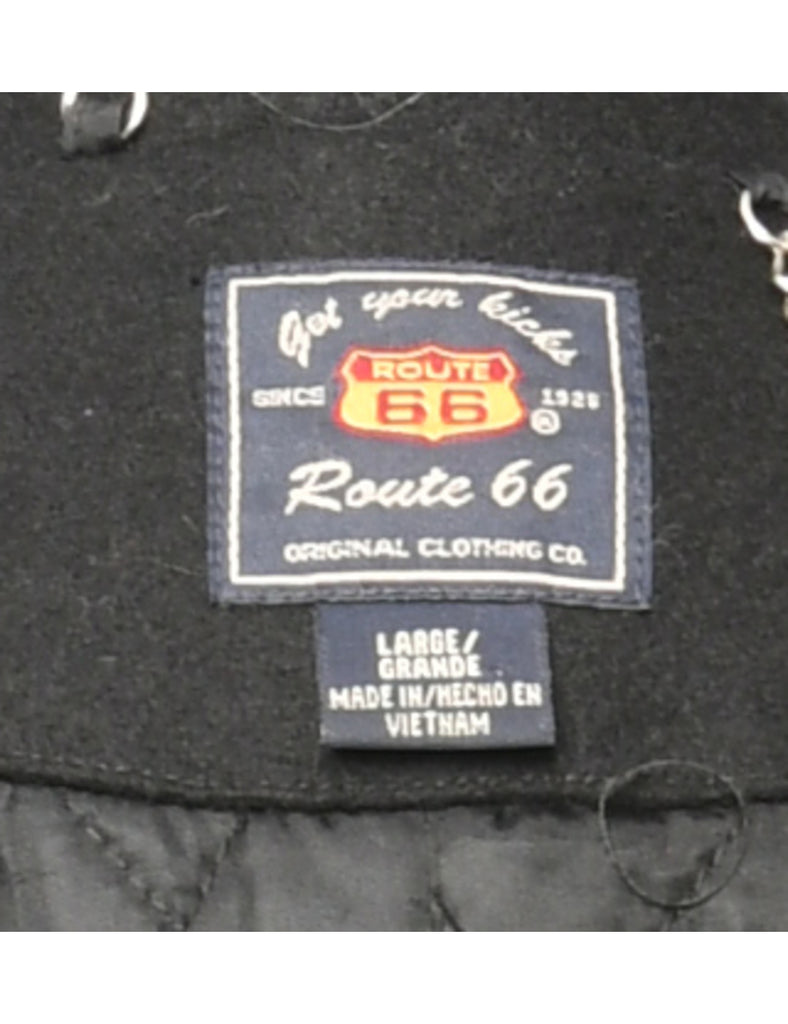 Get your kicks
ROUTE
SINCE 66 1926 ®
Route 66
ORIGINAL CLOTHING CO.
LARGE/
GRANDE
MADE IN/HECHO EN
VIETNAM